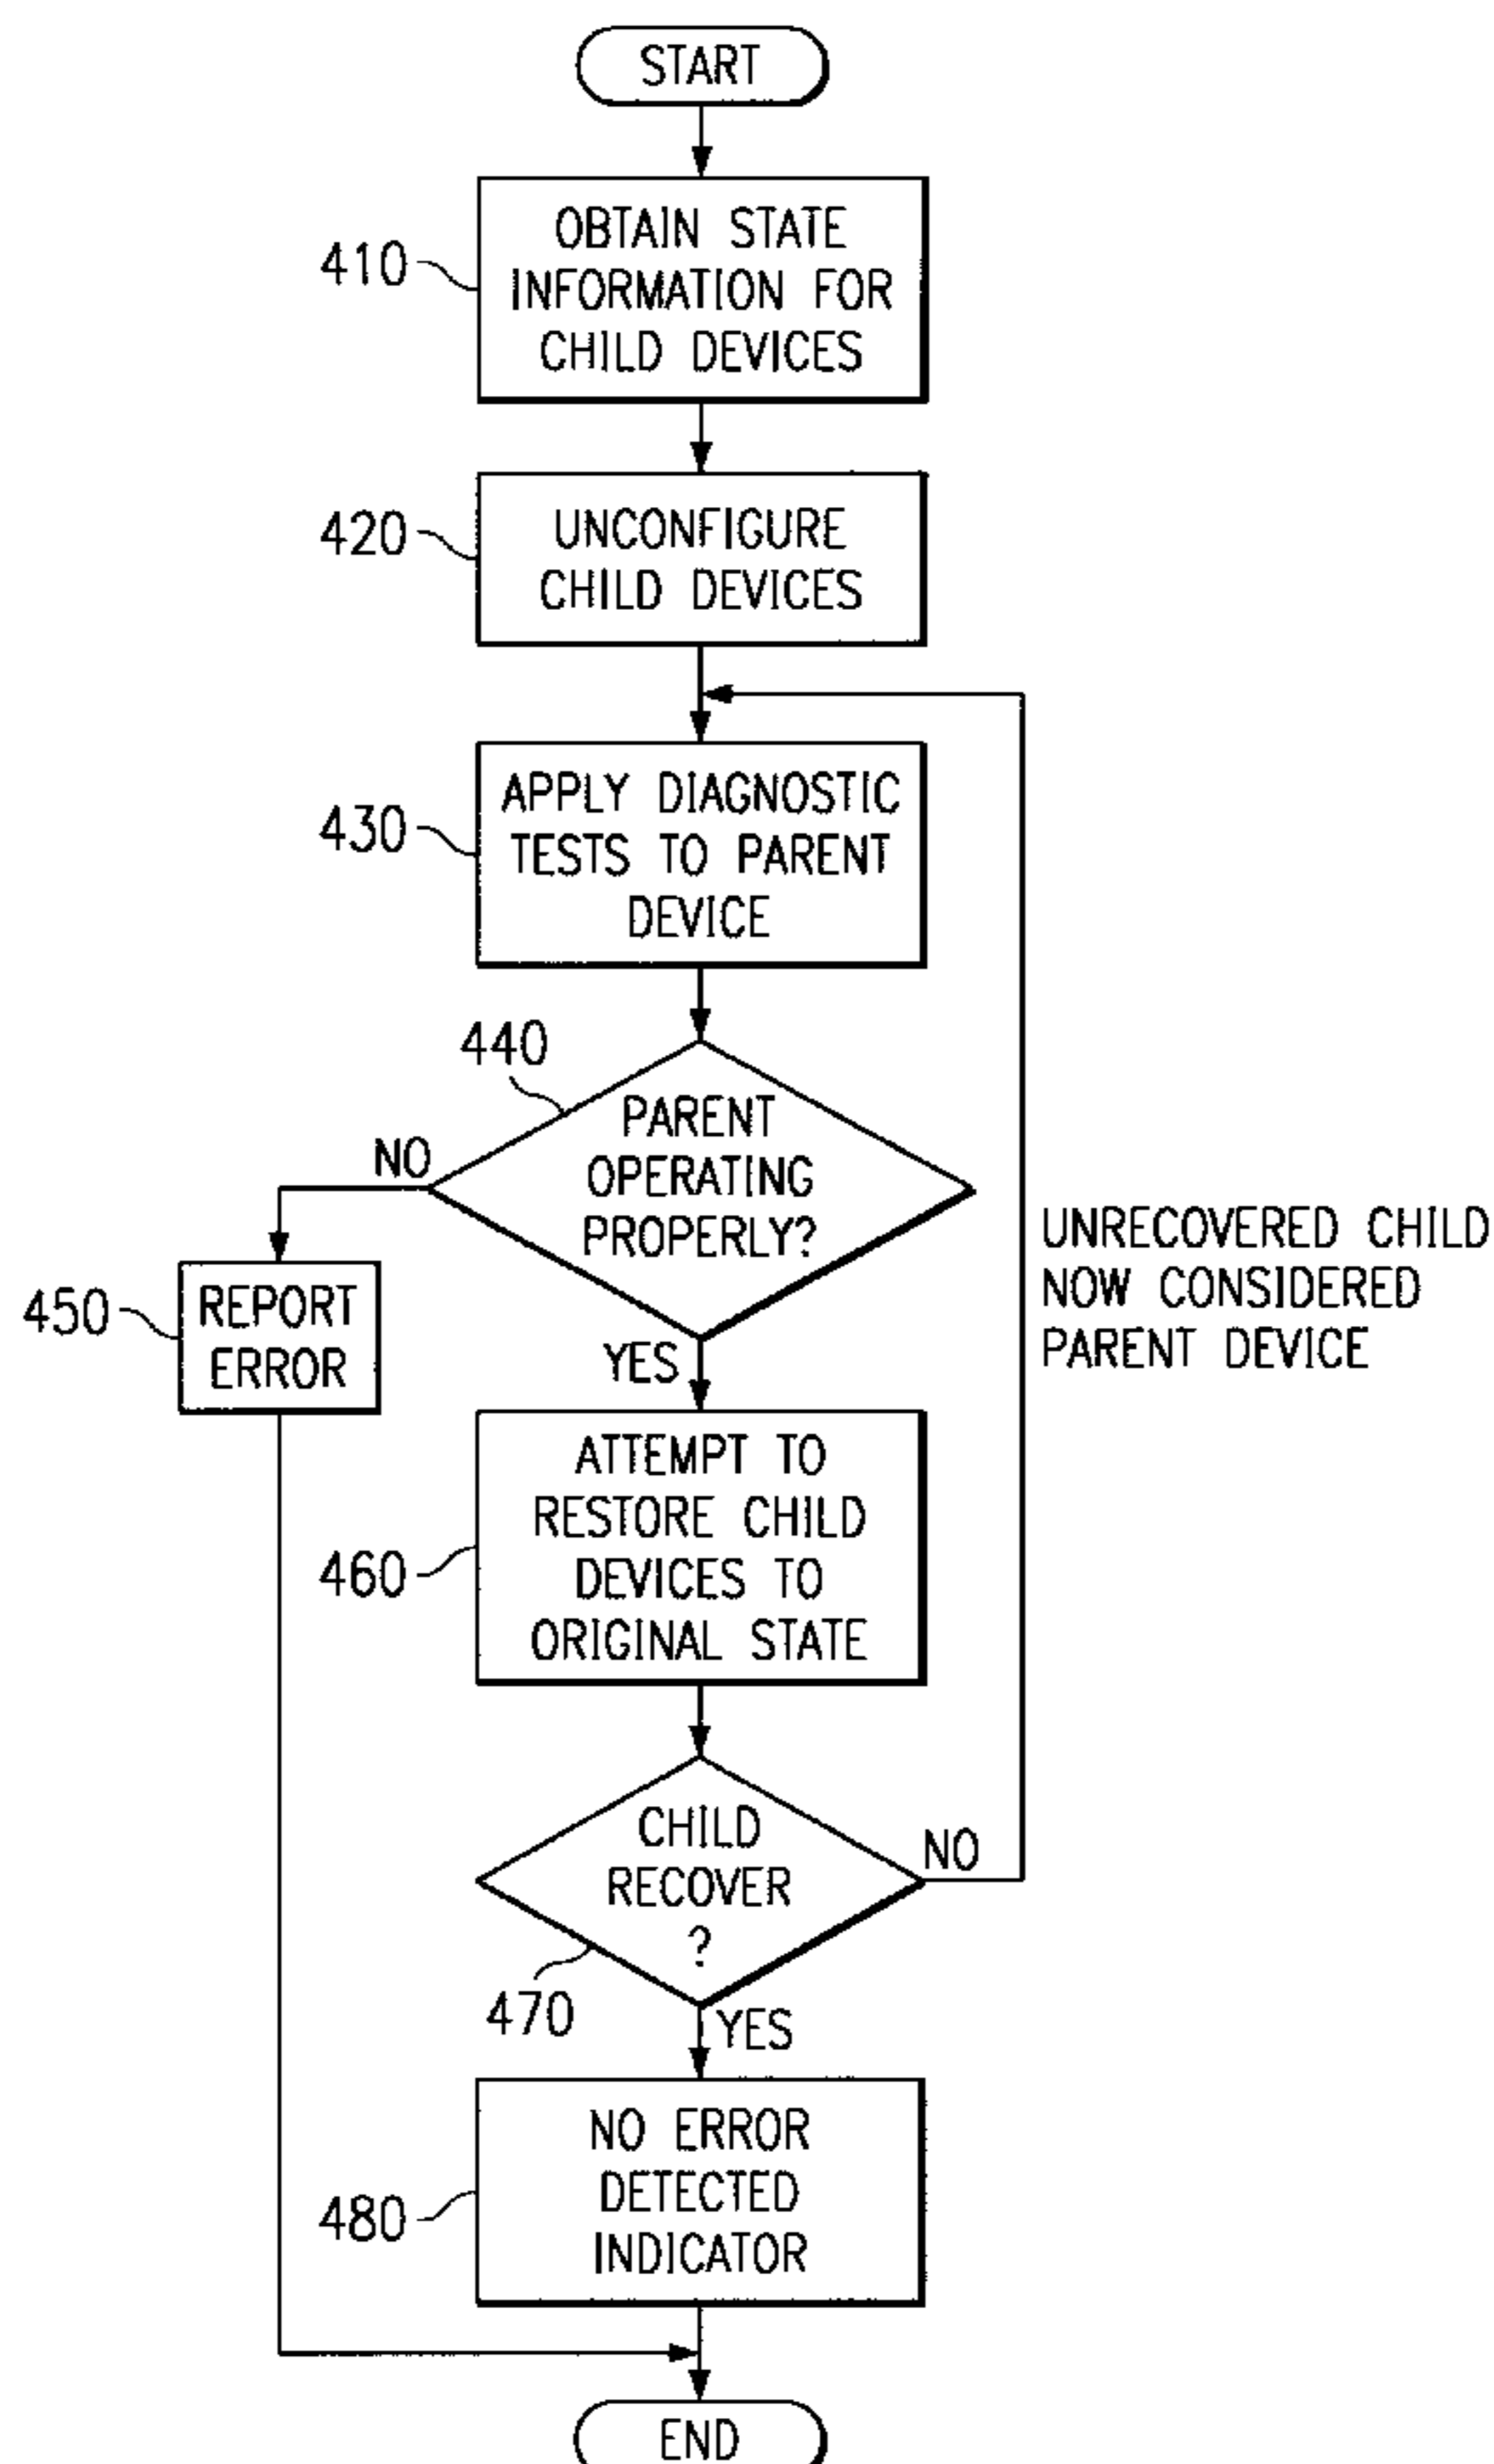 START
410
OBTAIN STATE
INFORMATION FOR
CHILD DEVICES
420
UNCONFIGURE
CHILD DEVICES
430
APPLY DIAGNOSTIC
TESTS TO PARENT
DEVICE
440
PARENT
OPERATING
PROPERLY?
NO
450
REPORT
ERROR
YES
UNRECOVERED CHILD
NOW CONSIDERED
PARENT DEVICE
460
ATTEMPT TO
RESTORE CHILD
DEVICES TO
ORIGINAL STATE
CHILD
RECOVER
?
NO
470
YES
480
NO ERROR
DETECTED
INDICATOR
END